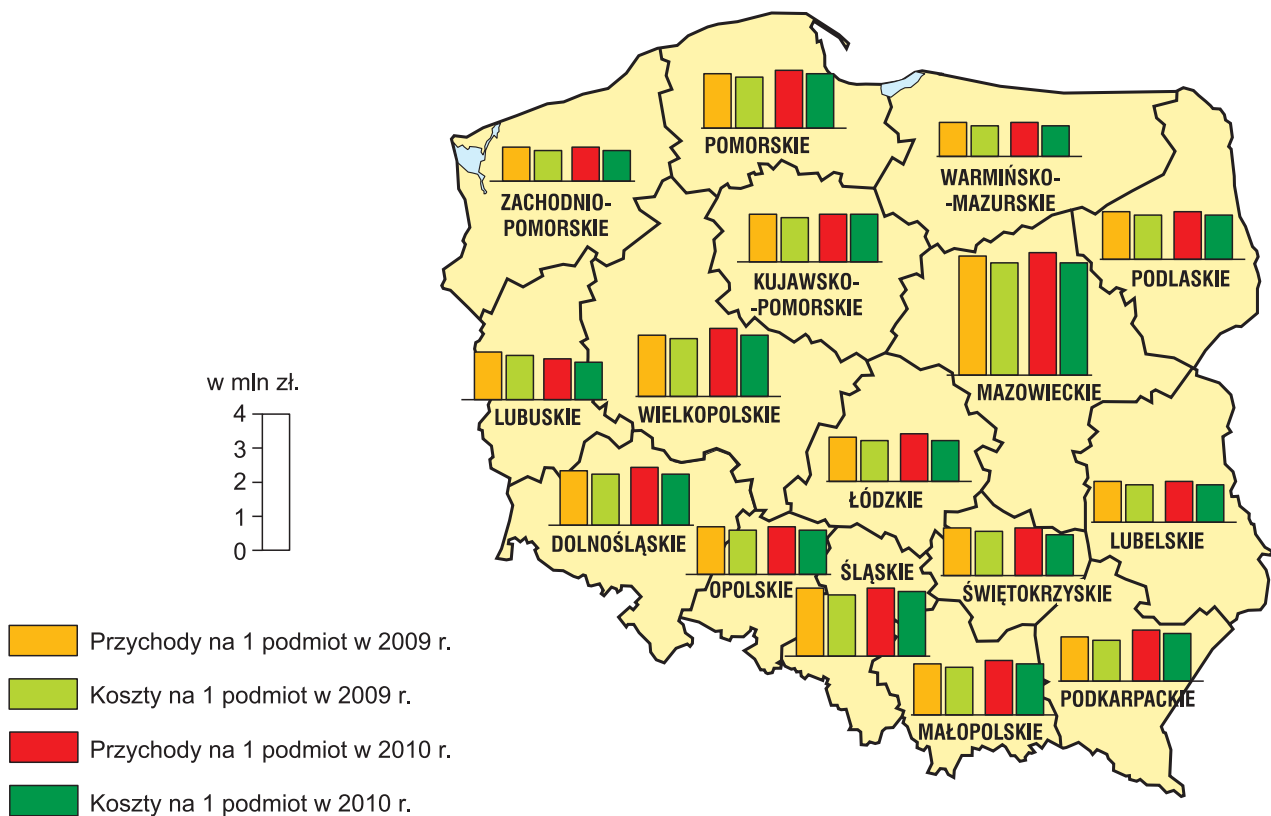 POMORSKIE
WARMIŃSKO-
-MAZURSKIE
ZACHODNIO-
POMORSKIE
KUJAWSKO-
-POMORSKIE
PODLASKIE
MAZOWIECKIE
LUBUSKIE
WIELKOPOLSKIE
ŁÓDZKIE
DOLNOŚLĄSKIE
LUBELSKIE
OPOLSKIE
ŚLĄSKIE
ŚWIĘTOKRZYSKIE
PODKARPACKIE
MAŁOPOLSKIE
w mln zł.
4
3
2
1
0
Przychody na 1 podmiot w 2009 r.
Koszty na 1 podmiot w 2009 r.
Przychody na 1 podmiot w 2010 r.
Koszty na 1 podmiot w 2010 r.